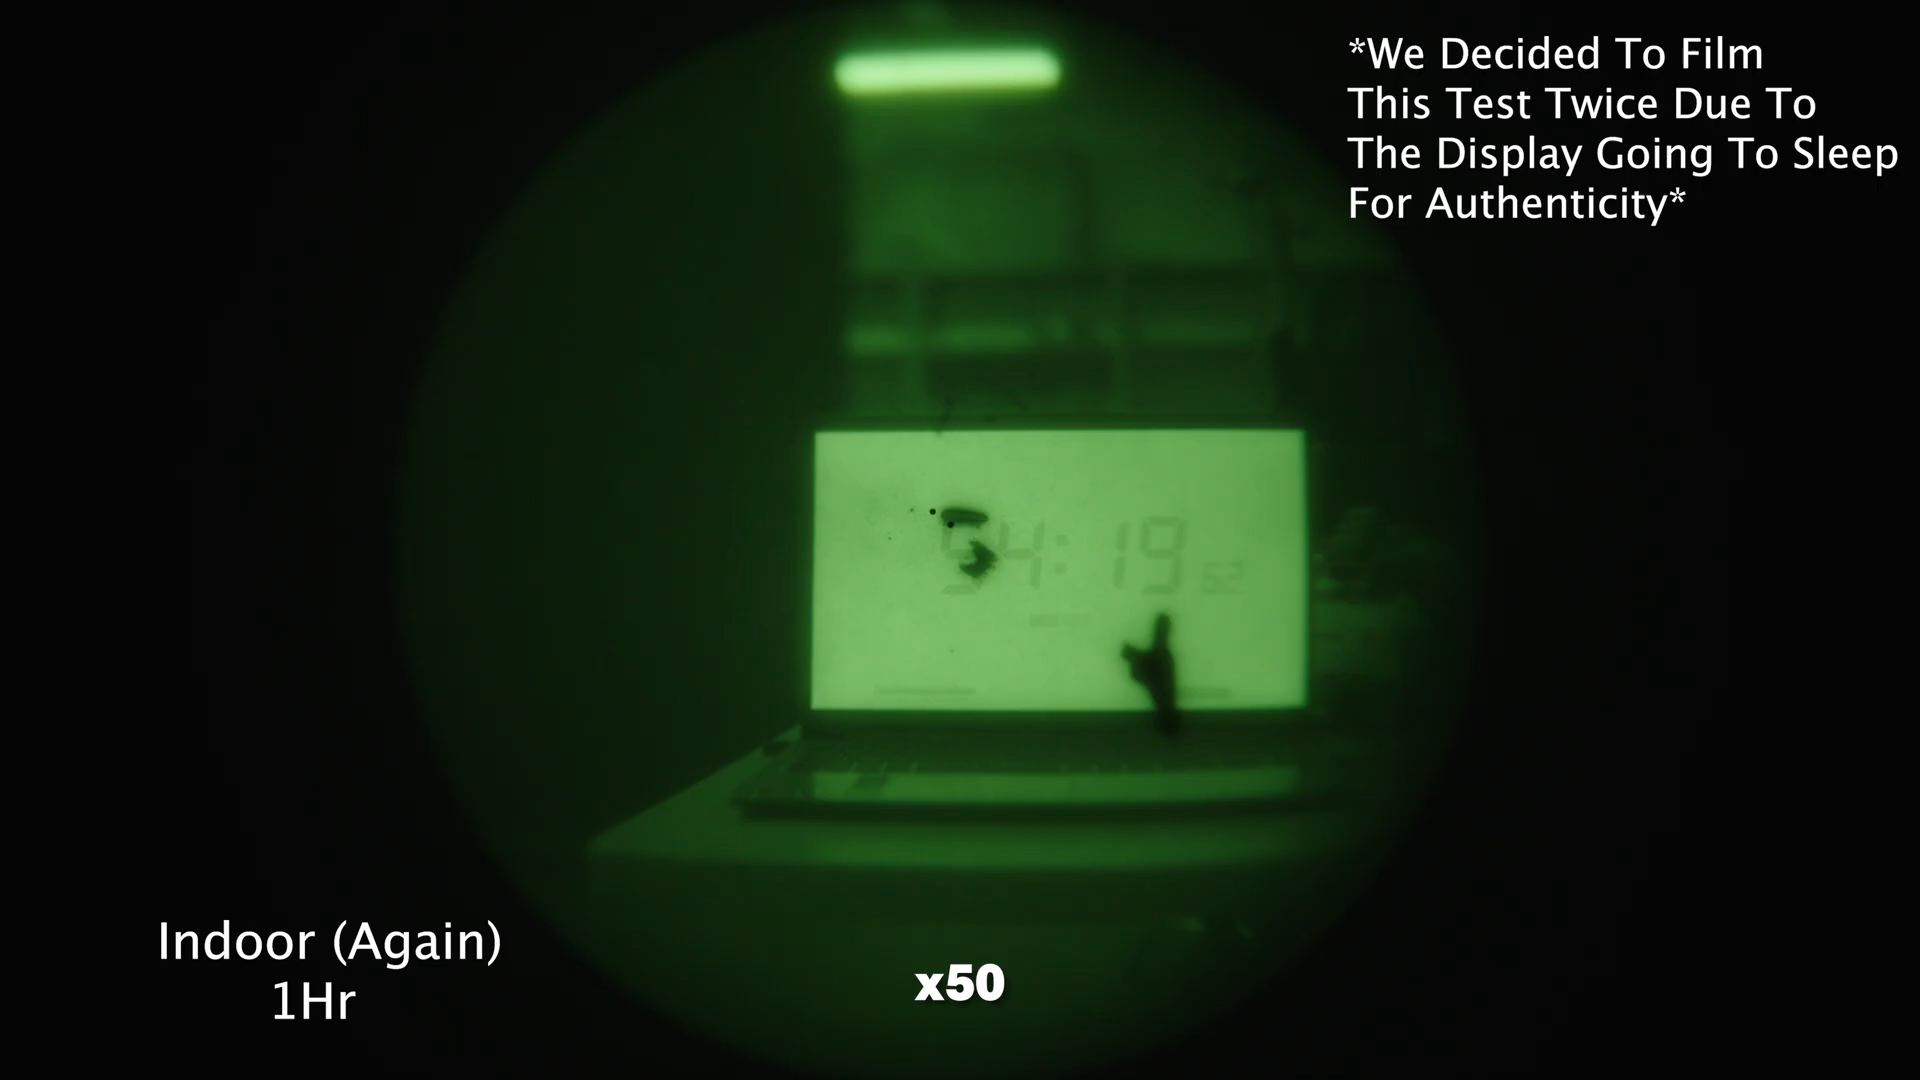 *We Decided To Film
This Test Twice Due To
The Display Going To Sleep
For Authenticity*
54:19
Indoor (Again)
1Hr
x50